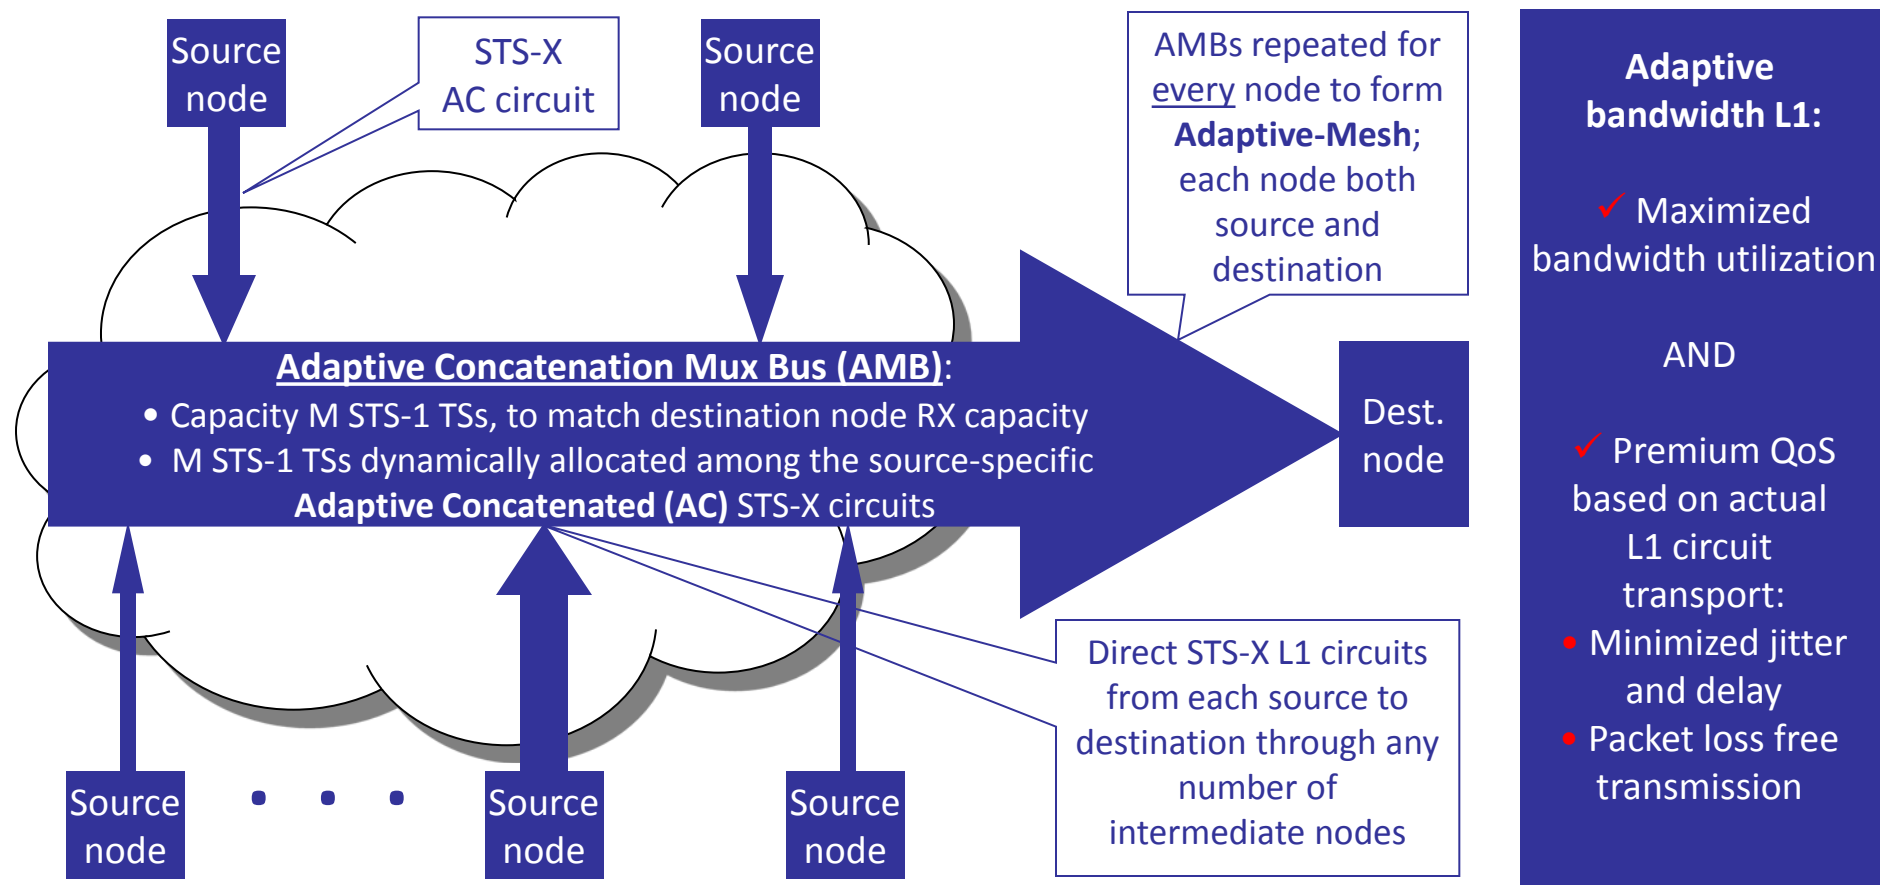 Source
node
STS-X
AC circuit
Source
node
AMBs repeated for
every node to form
Adaptive-Mesh;
each node both
source and
destination
Adaptive Concatenation Mux Bus (AMB):
• Capacity M STS-1 TSs, to match destination node RX capacity
• M STS-1 TSs dynamically allocated among the source-specific
Adaptive Concatenated (AC) STS-X circuits
Dest.
node
Direct STS-X L1 circuits
from each source to
destination through any
number of
intermediate nodes
Source
node
. . .
Source
node
Source
node
Adaptive
bandwidth L1:
✓ Maximized
bandwidth utilization
AND
✓ Premium QoS
based on actual
L1 circuit
transport:
• Minimized jitter
and delay
• Packet loss free
transmission